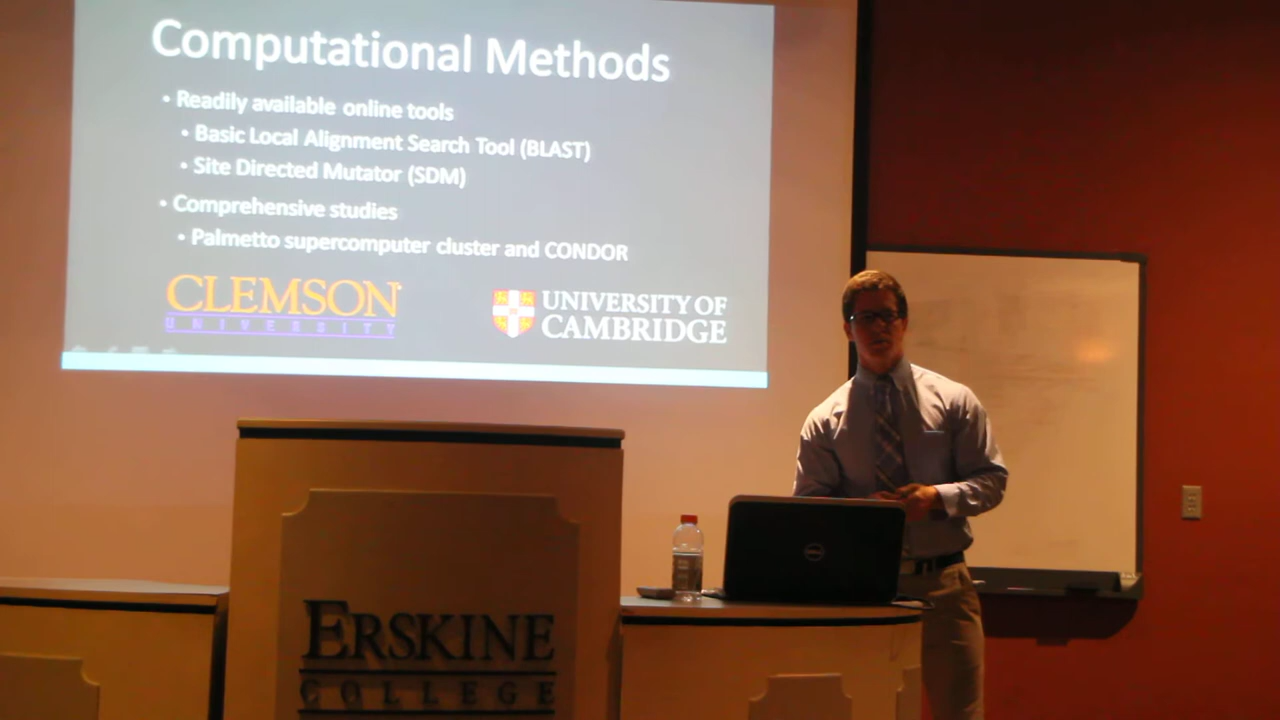 Computational Methods
• Readily available online tools
• Basic Local Alignment Search Tool (BLAST)
• Site Directed Mutator (SDM)
• Comprehensive studies
• Palmetto supercomputer cluster and CONDOR
CLEMSON
UNIVERSITY
UNIVERSITY OF
CAMBRIDGE
DELL
ERSKINE
COLLEGE